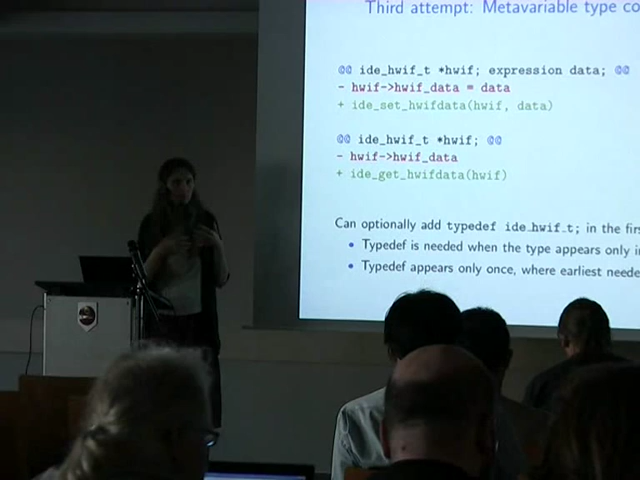 Third attempt: Metavariable type co
@@ ide_hwif_t *hwif; expression data; @@
- hwif->hwif_data = data
+ ide_set_hwifdata(hwif, data)
@@ ide_hwif_t *hwif; @@
- hwif->hwif_data
+ ide_get_hwifdata(hwif)
Can optionally add typedef ide_hwif_t; in the firs
• Typedef is needed when the type appears only i
• Typedef appears only once, where earliest neede